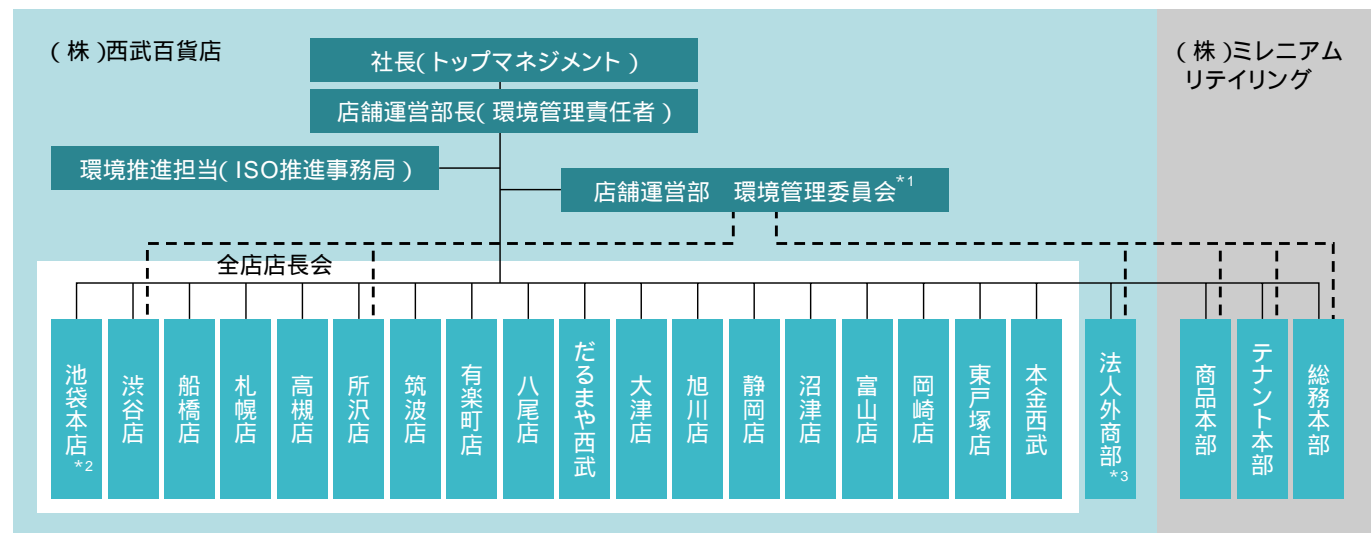 (株)西武百貨店
(株)ミレニアム
リテイリング
社長(トップマネジメント)
店舗運営部長(環境管理責任者)
環境推進担当(ISO推進事務局)
店舗運営部 環境管理委員会*1
全店店長会
池袋本店*2
渋谷店
船橋店
札幌店
高槻店
所沢店
筑波店
有楽町店
八尾店
だるまや西武
大津店
旭川店
静岡店
沼津店
富山店
岡崎店
東戸塚店
本金西武
法人外商部*3
商品本部
テナント本部
総務本部